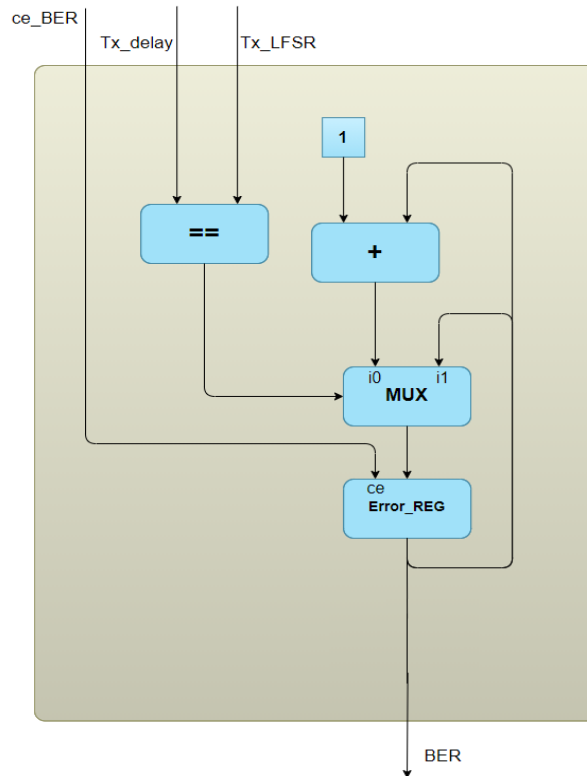 ce_BER
Tx_delay
Tx_LFSR
1
==
+
i0
i1
MUX
ce
Error_REG
BER